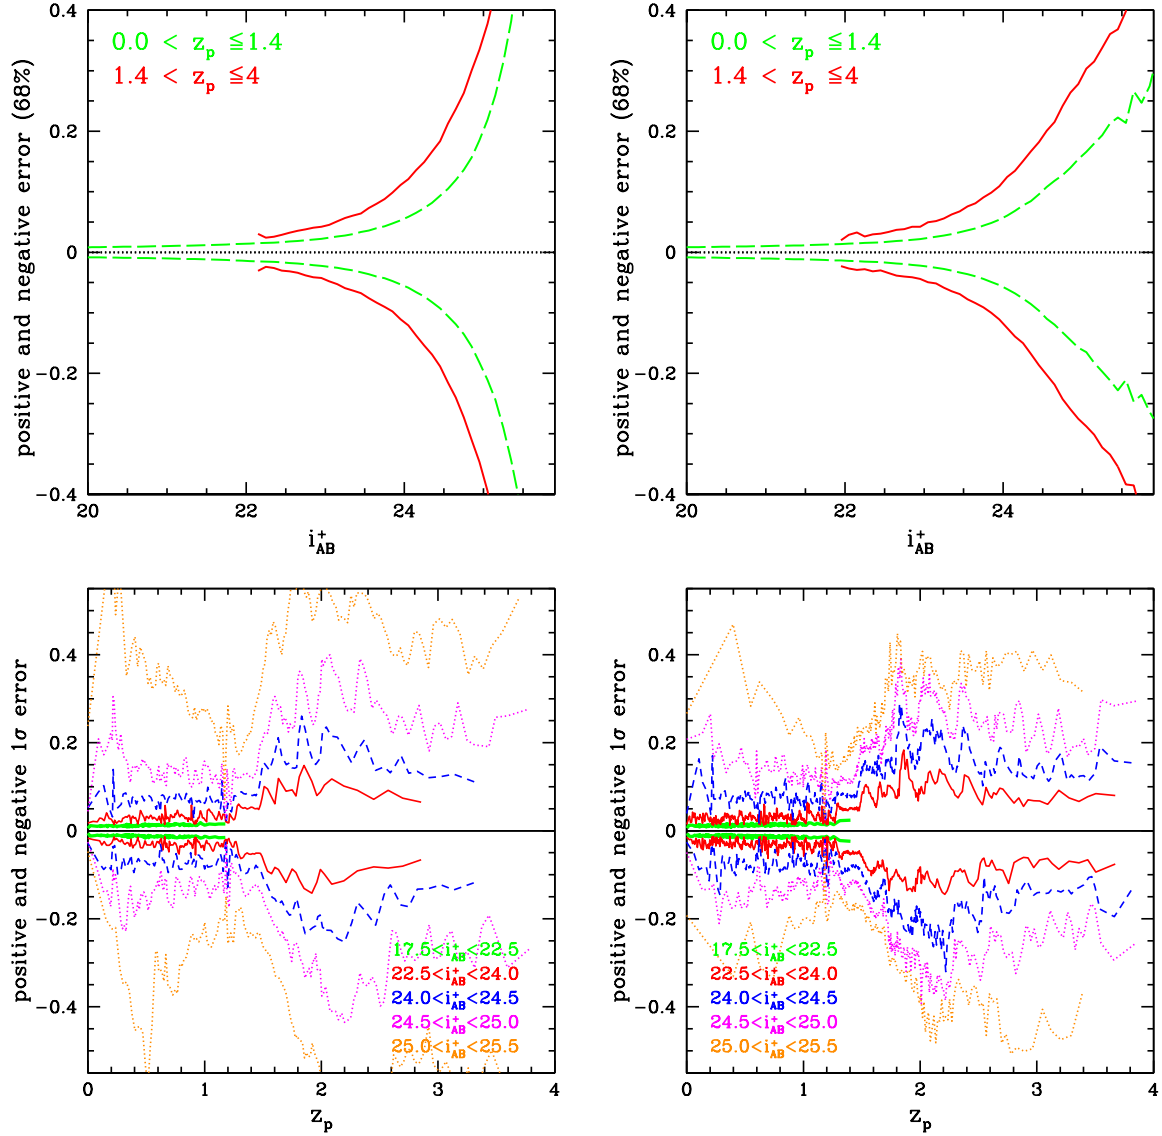 0.4
0.2
0
−0.2
−0.4
positive and negative error (68%)
0.0 < z_p ≦1.4
1.4 < z_p ≦4
20
22
24
i⁺_AB
0.4
0.2
0
−0.2
−0.4
positive and negative error (68%)
0.0 < z_p ≦1.4
1.4 < z_p ≦4
20
22
24
i⁺_AB
0.4
0.2
0
−0.2
−0.4
positive and negative 1σ error
17.5<i⁺_AB<22.5
22.5<i⁺_AB<24.0
24.0<i⁺_AB<24.5
24.5<i⁺_AB<25.0
25.0<i⁺_AB<25.5
0
1
2
3
4
z_p
0.4
0.2
0
−0.2
−0.4
positive and negative 1σ error
17.5<i⁺_AB<22.5
22.5<i⁺_AB<24.0
24.0<i⁺_AB<24.5
24.5<i⁺_AB<25.0
25.0<i⁺_AB<25.5
0
1
2
3
4
z_p